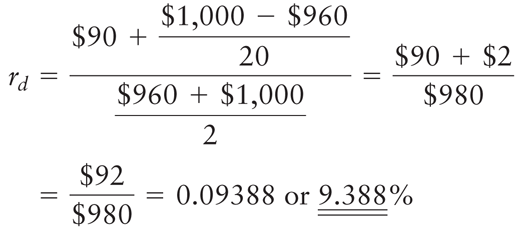 $1,000 − $960
$90 +
20
$90 + $2
r_d = =
$960 + $1,000
$980
2
$92
= = 0.09388 or 9.388%
$980